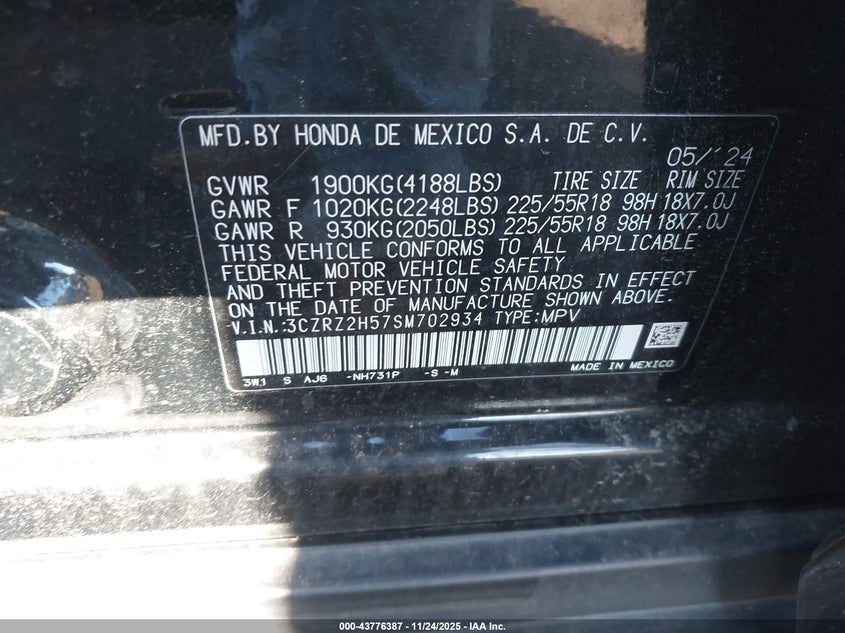 MFD.BY HONDA DE MEXICO S.A. DE C.V.
05/'24
GVWR 1900KG(4188LBS) TIRE SIZE RIM SIZE
GAWR F 1020KG(2248LBS) 225/55R18 98H 18X7.0J
GAWR R 930KG(2050LBS) 225/55R18 98H 18X7.0J
THIS VEHICLE CONFORMS TO ALL APPLICABLE
FEDERAL MOTOR VEHICLE SAFETY
AND THEFT PREVENTION STANDARDS IN EFFECT
ON THE DATE OF MANUFACTURE SHOWN ABOVE.
V.I.N.:3CZRZ2H57SM702934 TYPE:MPV
3W1 S AJ6 -NH731P -S-M MADE IN MEXICO
000-43776387 - 11/24/2025 - IAA Inc.